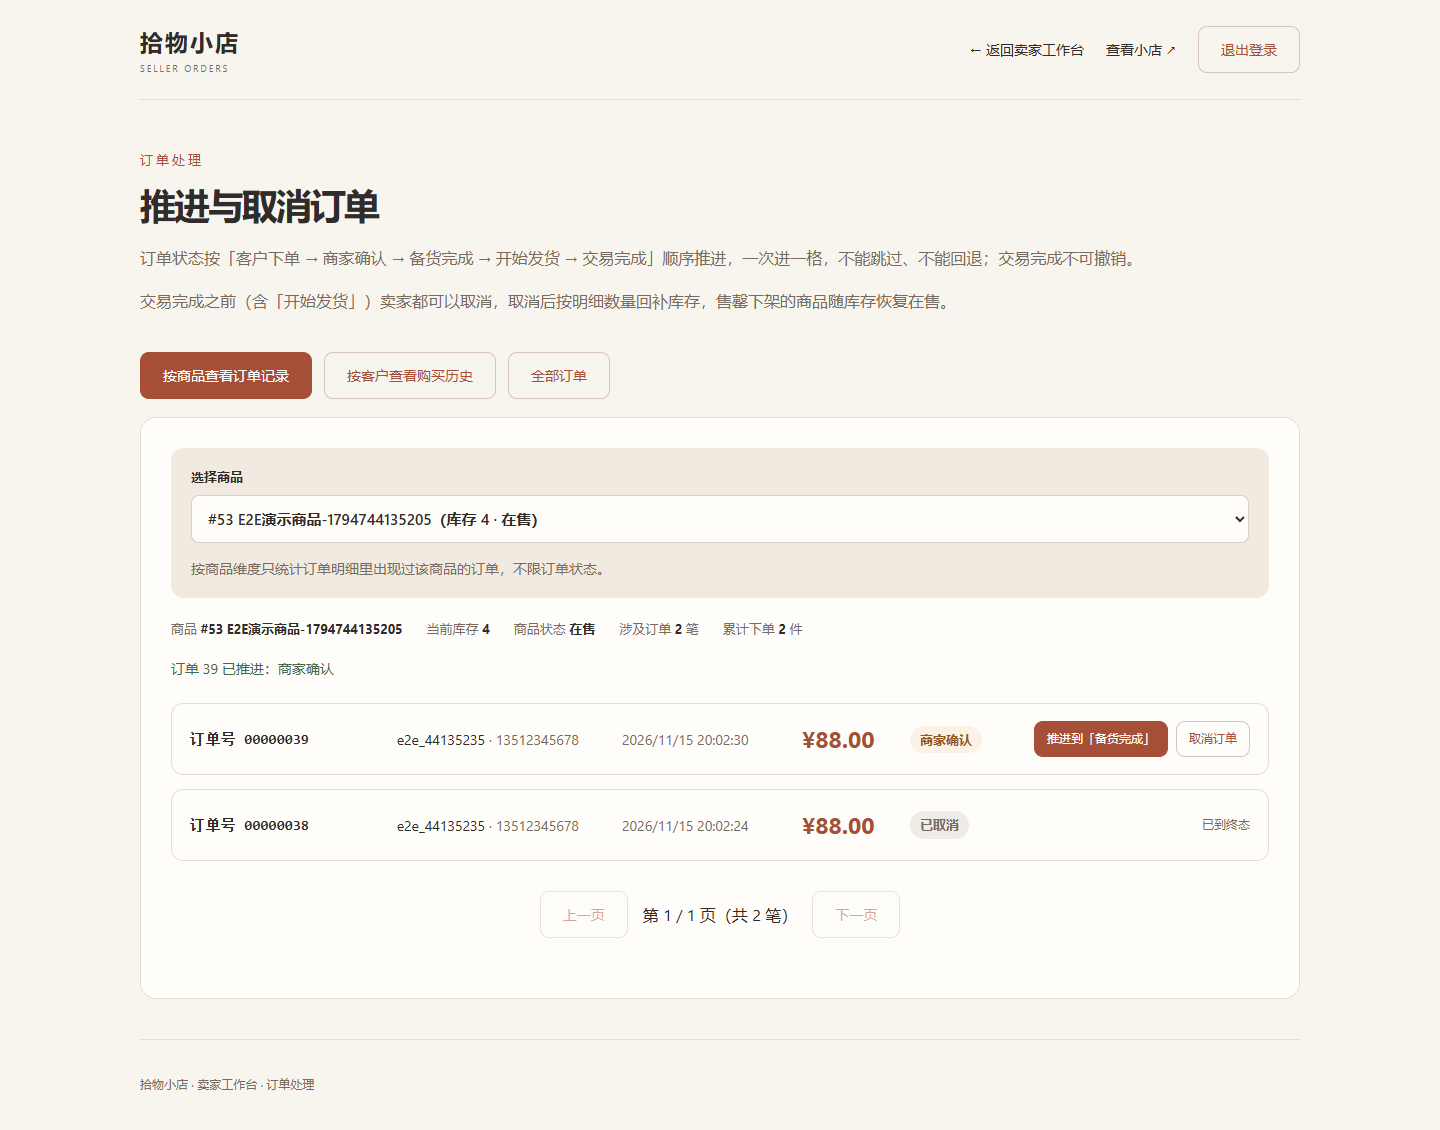 拾物小店
SELLER ORDERS
← 返回卖家工作台
查看小店 ↗
退出登录
订单处理
推进与取消订单
订单状态按「客户下单 → 商家确认 → 备货完成 → 开始发货 → 交易完成」顺序推进，一次进一格，不能跳过、不能回退；交易完成不可撤销。
交易完成之前（含「开始发货」）卖家都可以取消，取消后按明细数量回补库存，售罄下架的商品随库存恢复在售。
按商品查看订单记录
按客户查看购买历史
全部订单
选择商品
#53 E2E演示商品-1794744135205（库存 4 · 在售）
按商品维度只统计订单明细里出现过该商品的订单，不限订单状态。
商品 #53 E2E演示商品-1794744135205 当前库存 4 商品状态 在售 涉及订单 2 笔 累计下单 2 件
订单 39 已推进：商家确认
订单号 00000039 e2e_44135235 · 13512345678 2026/11/15 20:02:30 ¥88.00 商家确认 推进到「备货完成」 取消订单
订单号 00000038 e2e_44135235 · 13512345678 2026/11/15 20:02:24 ¥88.00 已取消 已到终态
上一页 第 1 / 1 页（共 2 笔） 下一页
拾物小店 · 卖家工作台 · 订单处理